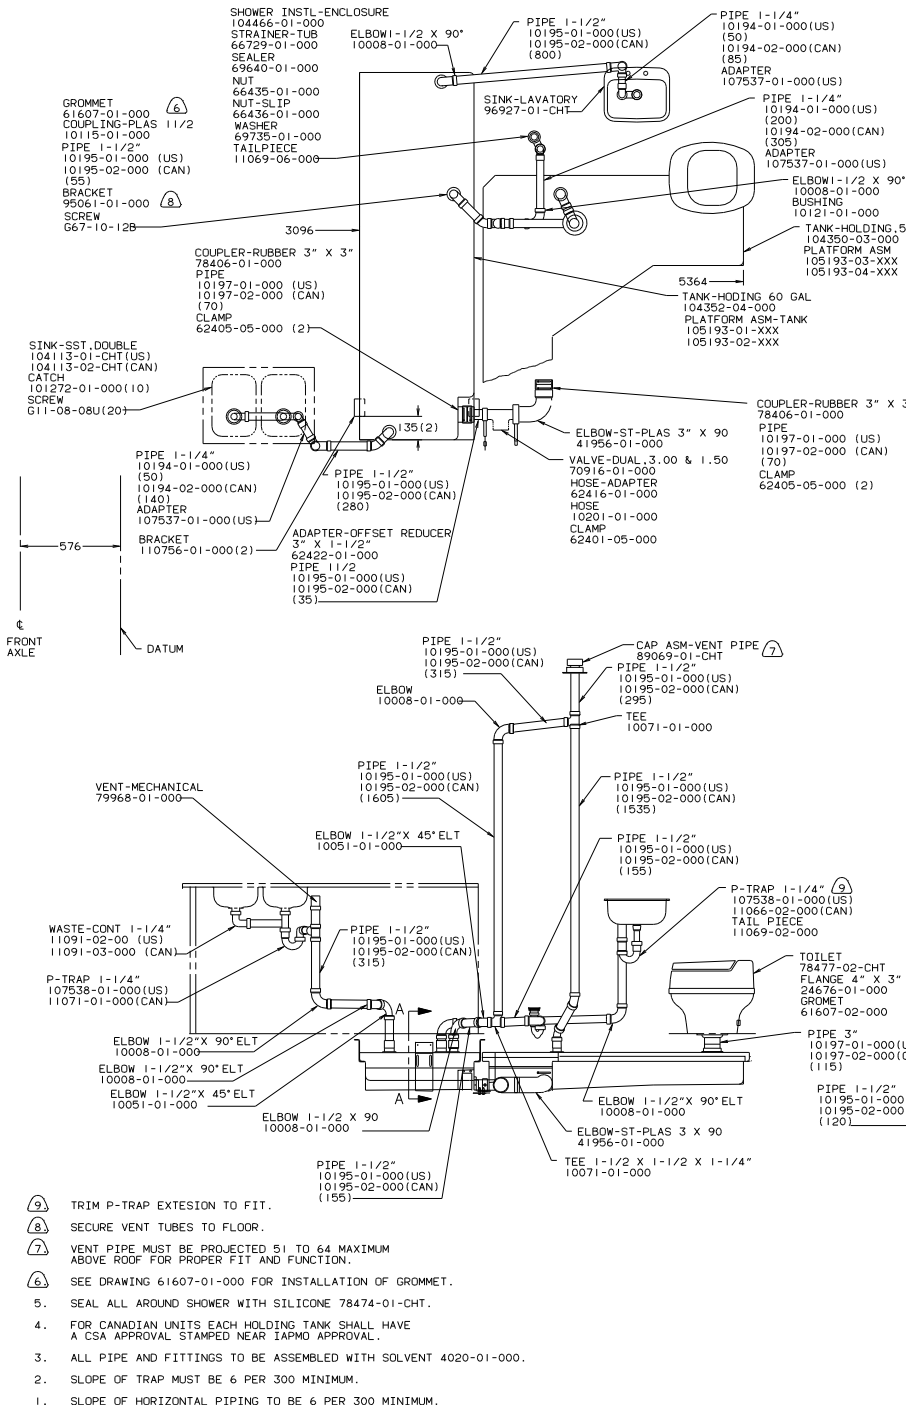 SHOWER INSTL-ENCLOSURE
104466-01-000
STRAINER-TUB
66729-01-000
SEALER
69640-01-000
NUT
66435-01-000
NUT-SLIP
66436-01-000
WASHER
69735-01-000
TAILPIECE
11069-06-000
ELBOW1-1/2 X 90°
10008-01-000
PIPE 1-1/2"
10195-01-000(US)
10195-02-000(CAN)
(800)
PIPE 1-1/4"
10194-01-000(US)
(50)
10194-02-000(CAN)
(85)
ADAPTER
107537-01-000(US)
SINK-LAVATORY
96927-01-CHT
PIPE 1-1/4"
10194-01-000(US)
(200)
10194-02-000(CAN)
(305)
ADAPTER
107537-01-000(US)
GROMMET
61607-01-000
6
COUPLING-PLAS 11/2
10115-01-000
PIPE 1-1/2"
10195-01-000 (US)
10195-02-000 (CAN)
(55)
BRACKET
95061-01-000
8
SCREW
G67-10-12B
ELBOW1-1/2 X 90°
10008-01-000
BUSHING
10121-01-000
TANK-HOLDING,5
104350-03-000
PLATFORM ASM
105193-03-XXX
105193-04-XXX
3096
5364
COUPLER-RUBBER 3" X 3"
78406-01-000
PIPE
10197-01-000 (US)
10197-02-000 (CAN)
(70)
CLAMP
62405-05-000 (2)
TANK-HODING 60 GAL
104352-04-000
PLATFORM ASM-TANK
105193-01-XXX
105193-02-XXX
SINK-SST,DOUBLE
104113-01-CHT(US)
104113-02-CHT(CAN)
CATCH
101272-01-000(10)
SCREW
G11-08-08U(20)
135(2)
COUPLER-RUBBER 3" X 3
78406-01-000
PIPE
10197-01-000 (US)
10197-02-000 (CAN)
(70)
CLAMP
62405-05-000 (2)
ELBOW-ST-PLAS 3" X 90
41956-01-000
VALVE-DUAL,3.00 & 1.50
70916-01-000
HOSE-ADAPTER
62416-01-000
HOSE
10201-01-000
CLAMP
62401-05-000
PIPE 1-1/4"
10194-01-000(US)
(50)
10194-02-000(CAN)
(140)
ADAPTER
107537-01-000(US)
PIPE 1-1/2"
10195-01-000(US)
10195-02-000(CAN)
(280)
BRACKET
110756-01-000(2)
ADAPTER-OFFSET REDUCER
3" X 1-1/2"
62422-01-000
PIPE 11/2
10195-01-000(US)
10195-02-000(CAN)
(35)
576
℄
FRONT
AXLE
DATUM
PIPE 1-1/2"
10195-01-000(US)
10195-02-000(CAN)
(315)
ELBOW
10008-01-000
CAP ASM-VENT PIPE
89069-01-CHT
7
PIPE 1-1/2"
10195-01-000(US)
10195-02-000(CAN)
(295)
TEE
10071-01-000
VENT-MECHANICAL
79968-01-000
PIPE 1-1/2"
10195-01-000(US)
10195-02-000(CAN)
(1605)
PIPE 1-1/2"
10195-01-000(US)
10195-02-000(CAN)
(1535)
ELBOW 1-1/2"X 45° ELT
10051-01-000
PIPE 1-1/2"
10195-01-000(US)
10195-02-000(CAN)
(155)
P-TRAP 1-1/4"
107538-01-000(US)
11066-02-000(CAN)
TAIL PIECE
11069-02-000
9
WASTE-CONT 1-1/4"
11091-02-00 (US)
11091-03-000 (CAN)
PIPE 1-1/2"
10195-01-000(US)
10195-02-000(CAN)
(315)
P-TRAP 1-1/4"
107538-01-000(US)
11071-01-000(CAN)
TOILET
78477-02-CHT
FLANGE 4" X 3"
24676-01-000
GROMET
61607-02-000
A
A
ELBOW 1-1/2"X 90° ELT
10008-01-000
ELBOW 1-1/2"X 90° ELT
10008-01-000
ELBOW 1-1/2"X 45° ELT
10051-01-000
ELBOW 1-1/2 X 90
10008-01-000
PIPE 3"
10197-01-000(U
10197-02-000(C
(115)
PIPE 1-1/2"
10195-01-000
10195-02-000
(120)
ELBOW 1-1/2"X 90° ELT
10008-01-000
ELBOW-ST-PLAS 3 X 90
41956-01-000
TEE 1-1/2 X 1-1/2 X 1-1/4"
10071-01-000
PIPE 1-1/2"
10195-01-000(US)
10195-02-000(CAN)
(155)
9. TRIM P-TRAP EXTESION TO FIT.
8. SECURE VENT TUBES TO FLOOR.
7. VENT PIPE MUST BE PROJECTED 51 TO 64 MAXIMUM
ABOVE ROOF FOR PROPER FIT AND FUNCTION.
6. SEE DRAWING 61607-01-000 FOR INSTALLATION OF GROMMET.
5. SEAL ALL AROUND SHOWER WITH SILICONE 78474-01-CHT.
4. FOR CANADIAN UNITS EACH HOLDING TANK SHALL HAVE
A CSA APPROVAL STAMPED NEAR IAPMO APPROVAL.
3. ALL PIPE AND FITTINGS TO BE ASSEMBLED WITH SOLVENT 4020-01-000.
2. SLOPE OF TRAP MUST BE 6 PER 300 MINIMUM.
1. SLOPE OF HORIZONTAL PIPING TO BE 6 PER 300 MINIMUM.